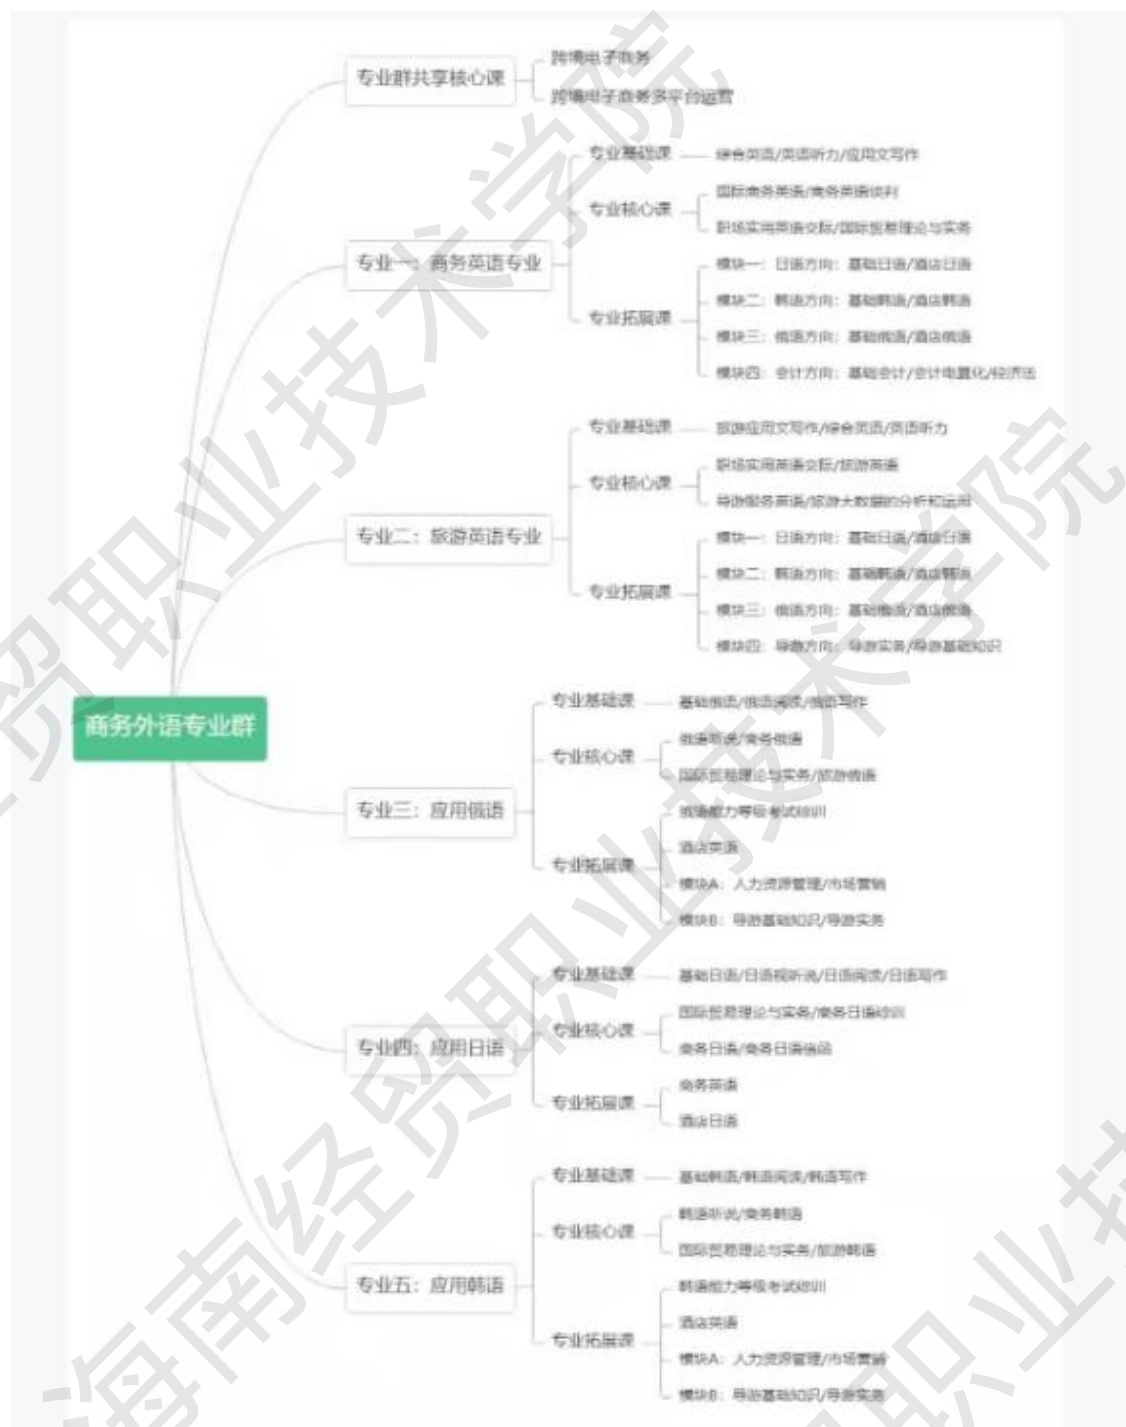 跨境电子商务
专业群共享核心课
跨境电子商务多平台运营
专业基础课 综合英语/英语听力/应用文写作
国际商务英语/商务英语谈判
专业核心课
职场实用英语交际/国际贸易理论与实务
专业一：商务英语专业
模块一：日语方向：基础日语/酒店日语
模块二：韩语方向：基础韩语/酒店韩语
专业拓展课
模块三：俄语方向：基础俄语/酒店俄语
模块四：会计方向：基础会计/会计电算化/经济法
专业基础课 旅游应用文写作/综合英语/英语听力
职场实用英语交际/旅游英语
专业核心课
导游服务英语/旅游大数据的分析和运用
专业二：旅游英语专业
模块一：日语方向：基础日语/酒店日语
模块二：韩语方向：基础韩语/酒店韩语
专业拓展课
模块三：俄语方向：基础俄语/酒店俄语
模块四：导游方向：导游实务/导游基础知识
商务外语专业群
专业基础课 基础俄语/俄语阅读/俄语写作
俄语听说/商务俄语
专业核心课
国际贸易理论与实务/旅游俄语
专业三：应用俄语
俄语能力等级考试培训
酒店英语
专业拓展课
模块A：人力资源管理/市场营销
模块B：导游基础知识/导游实务
专业基础课 基础日语/日语视听说/日语阅读/日语写作
国际贸易理论与实务/商务日语综训
专业核心课
商务日语/商务日语信函
专业四：应用日语
商务英语
专业拓展课
酒店日语
专业基础课 基础韩语/韩语阅读/韩语写作
韩语听说/商务韩语
专业核心课
国际贸易理论与实务/旅游韩语
专业五：应用韩语
韩语能力等级考试综训
酒店英语
专业拓展课
模块A：人力资源管理/市场营销
模块B：导游基础知识/导游实务
海南经贸职业技术学院